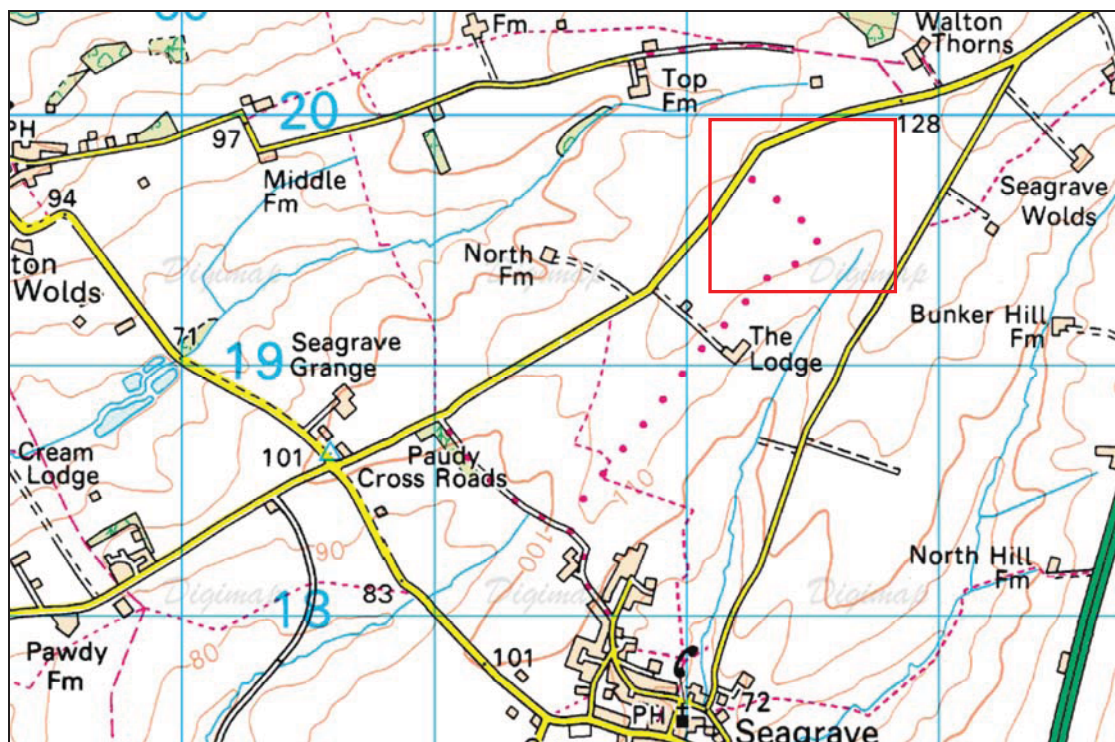 Fm
Walton
Thorns
Top
Fm
20
PH
97
128
Middle
Fm
Seagrave
Wolds
94
North
Fm
Digimap
Digimap
Digimap
ton
Wolds
Bunker Hill
Fm
71
The
Lodge
19
Seagrave
Grange
Cream
Lodge
101
Paudy
Cross Roads
110
100
90
North Hill
Fm
Digimap
Digimap
Digimap
18
83
80
Pawdy
Fm
101
PH
72
Seagrave